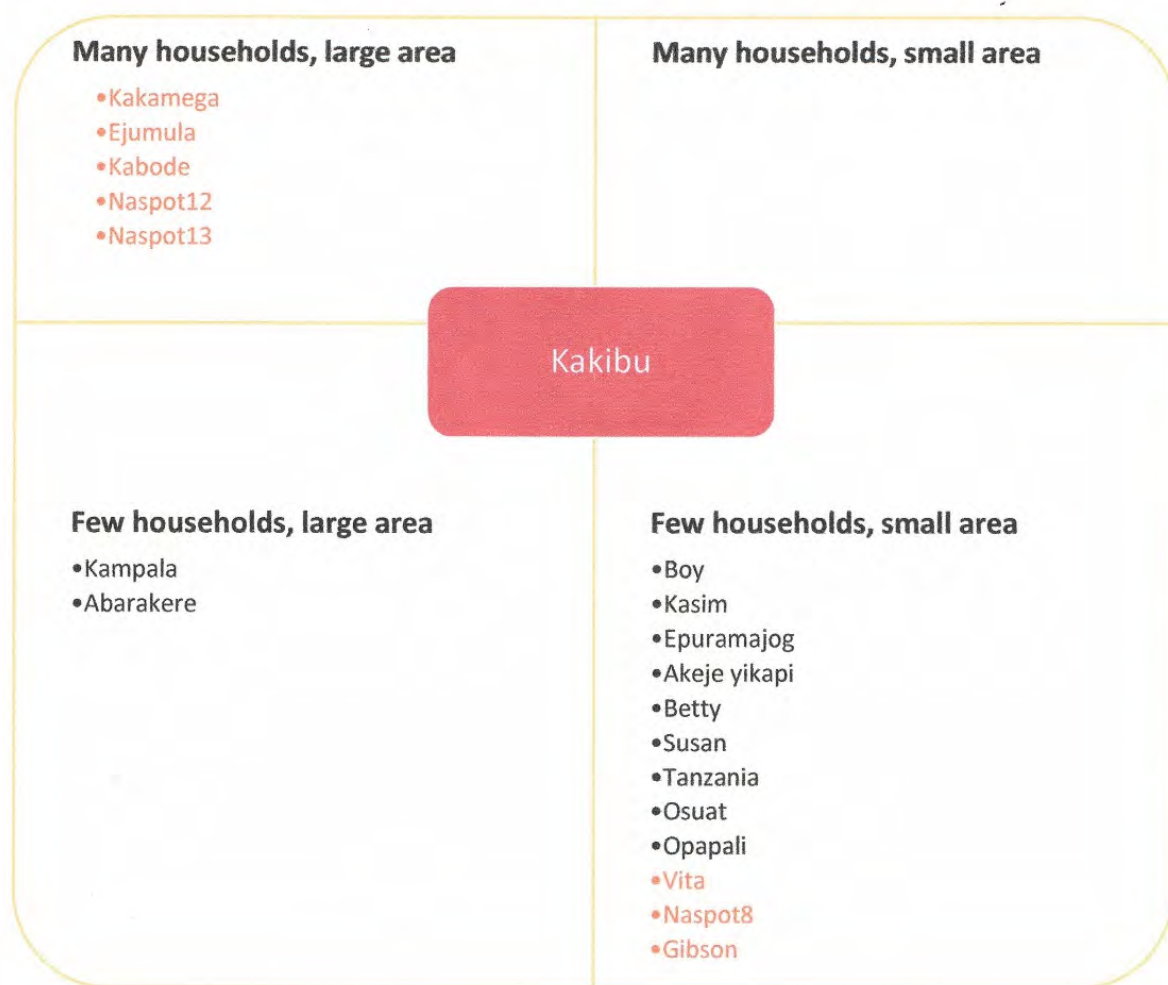 Many households, large area
•Kakamega
•Ejumula
•Kabode
•Naspot12
•Naspot13
Many households, small area
Kakibu
Few households, large area
•Kampala
•Abarakere
Few households, small area
•Boy
•Kasim
•Epuramajog
•Akeje yikapi
•Betty
•Susan
•Tanzania
•Osuat
•Opapali
•Vita
•Naspot8
•Gibson